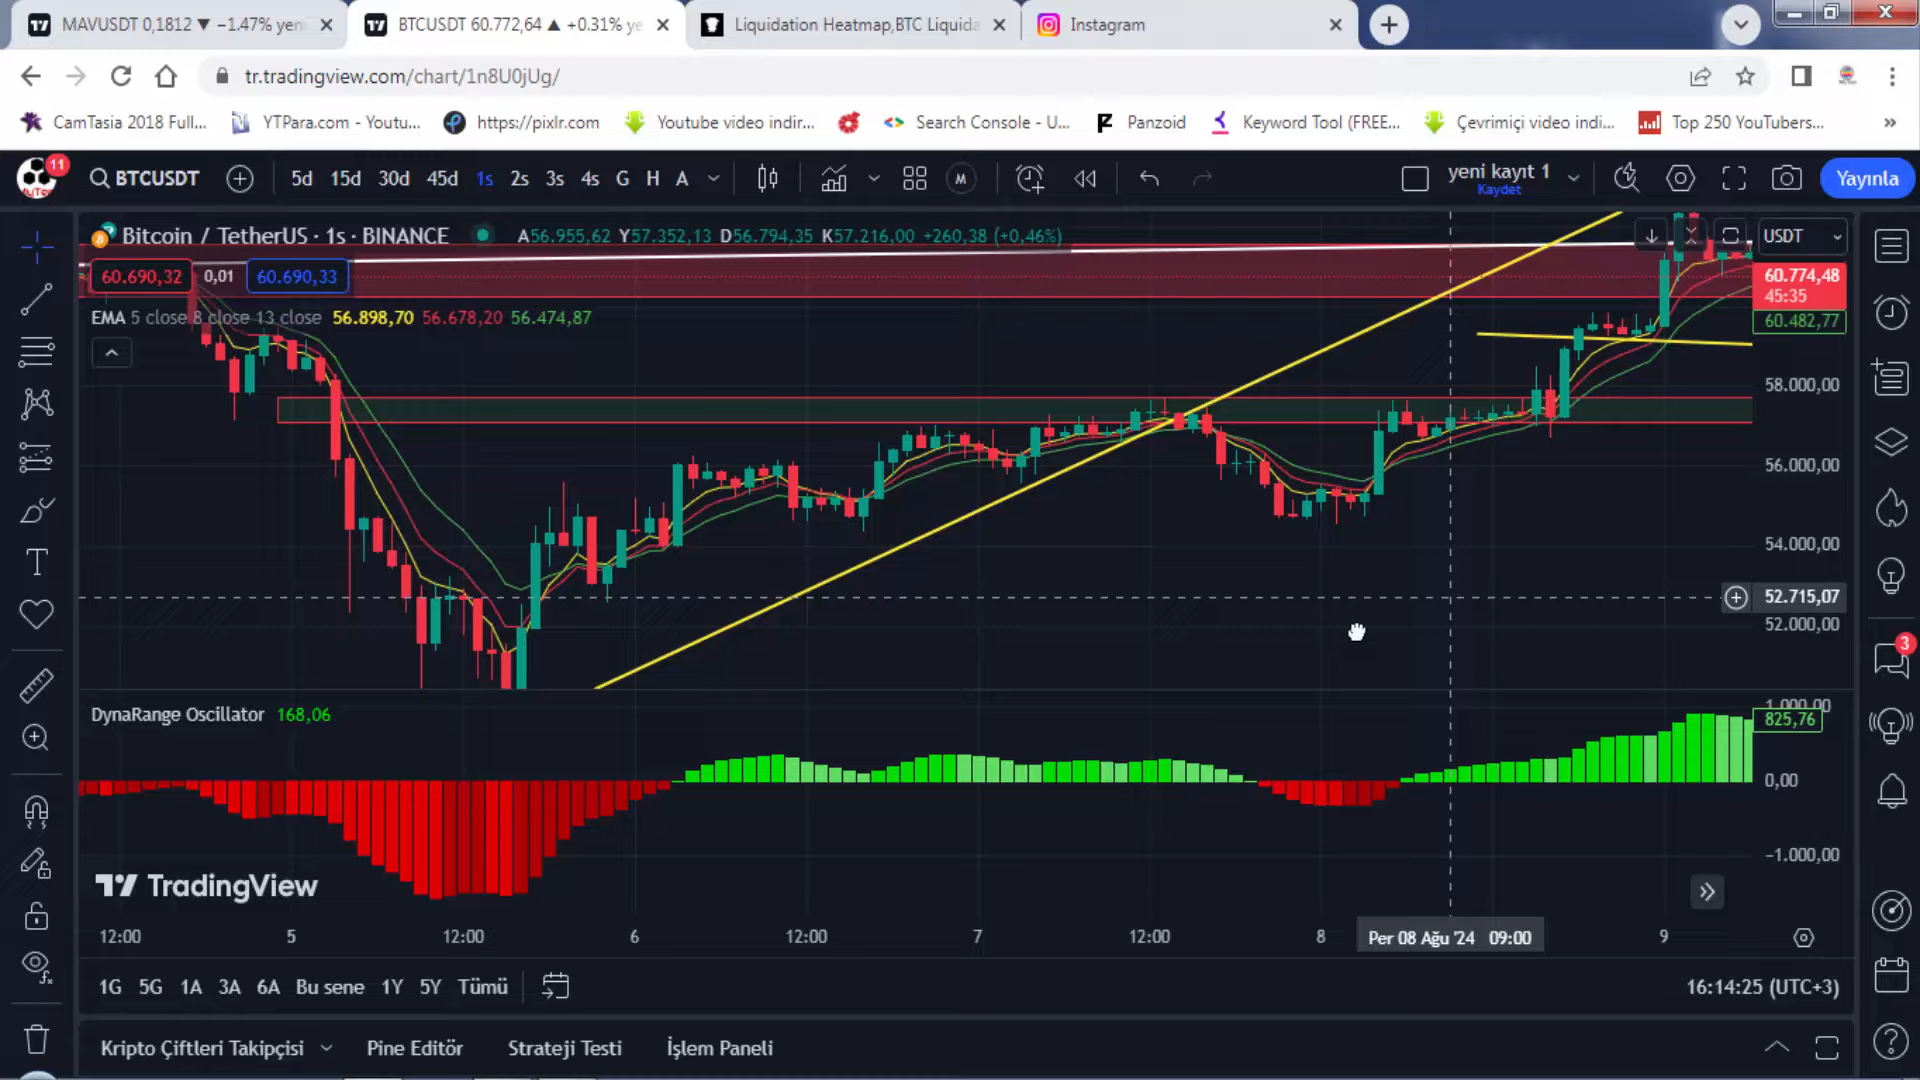 MAVUSDT 0,1812 ▼ −1.47% yen
BTCUSDT 60.772,64 ▲ +0.31% ye
Liquidation Heatmap,BTC Liquida
Instagram
tr.tradingview.com/chart/1n8U0jUg/
CamTasia 2018 Full...
YTPara.com - Youtu...
https://pixlr.com
Youtube video indir...
Search Console - U...
Panzoid
Keyword Tool (FREE...
Çevrimiçi video indi...
Top 250 YouTubers...
»
11
BTCUSDT
5d 15d 30d 45d 1s 2s 3s 4s G H A
M
yeni kayıt 1
Kaydet
Yayınla
Bitcoin / TetherUS · 1s · BINANCE
A56.955,62 Y57.352,13 D56.794,35 K57.216,00 +260,38 (+0,46%)
USDT
60.690,32 0,01 60.690,33
60.774,48
45:35
EMA 5 close 8 close 13 close 56.898,70 56.678,20 56.474,87
60.482,77
58.000,00
56.000,00
54.000,00
52.715,07
52.000,00
DynaRange Oscillator 168,06
1.000,00
825,76
0,00
−1.000,00
TradingView
12:00 5 12:00 6 12:00 7 12:00 8 Per 08 Ağu '24 09:00 9
1G 5G 1A 3A 6A Bu sene 1Y 5Y Tümü
16:14:25 (UTC+3)
Kripto Çiftleri Takipçisi
Pine Editör
Strateji Testi
İşlem Paneli
3